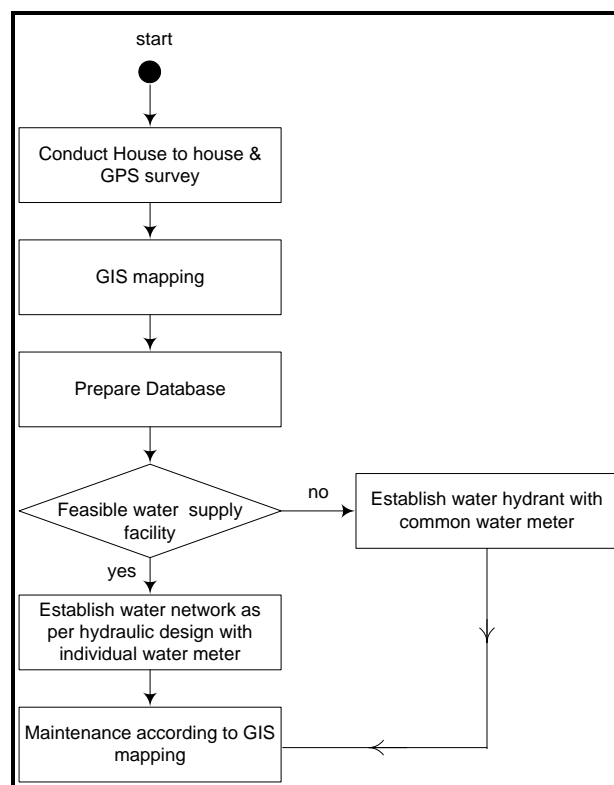 start
Conduct House to house &
GPS survey
GIS mapping
Prepare Database
Feasible water supply
facility
no
Establish water hydrant with
common water meter
yes
Establish water network as
per hydraulic design with
individual water meter
Maintenance according to GIS
mapping